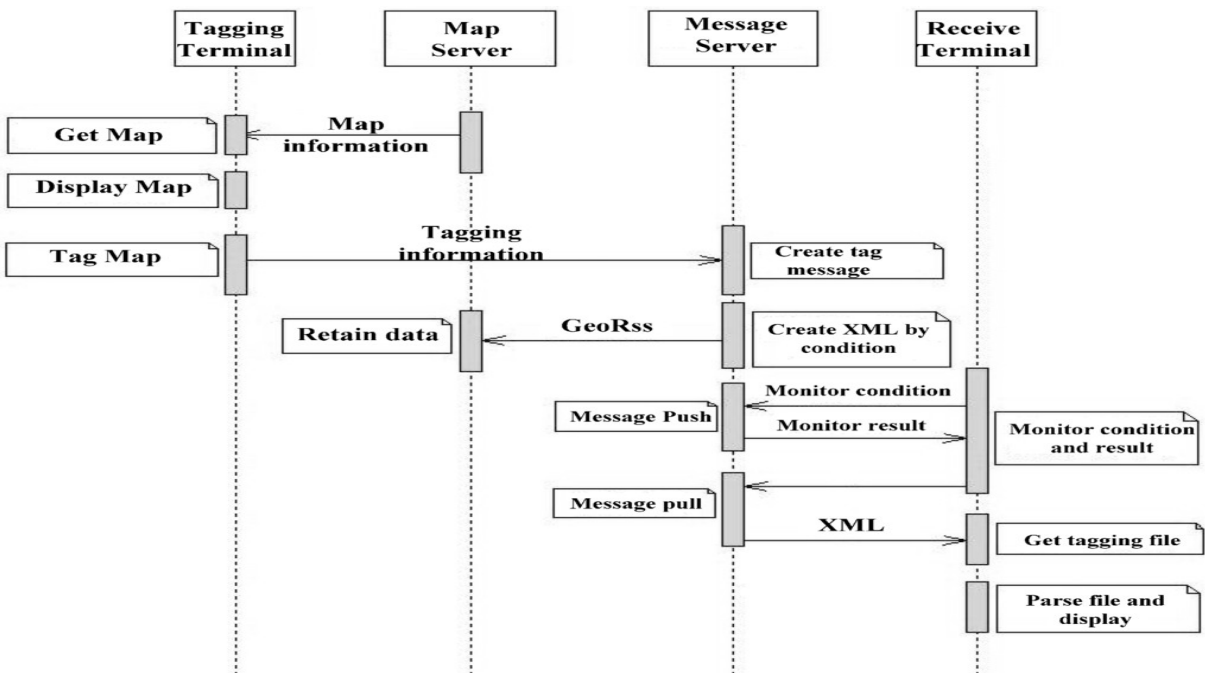 Tagging
Terminal
Map
Server
Message
Server
Receive
Terminal
Get Map
Map
information
Display Map
Tag Map
Tagging
information
Create tag
message
Retain data
GeoRss
Create XML by
condition
Monitor condition
Message Push
Monitor result
Monitor condition
and result
Message pull
XML
Get tagging file
Parse file and
display